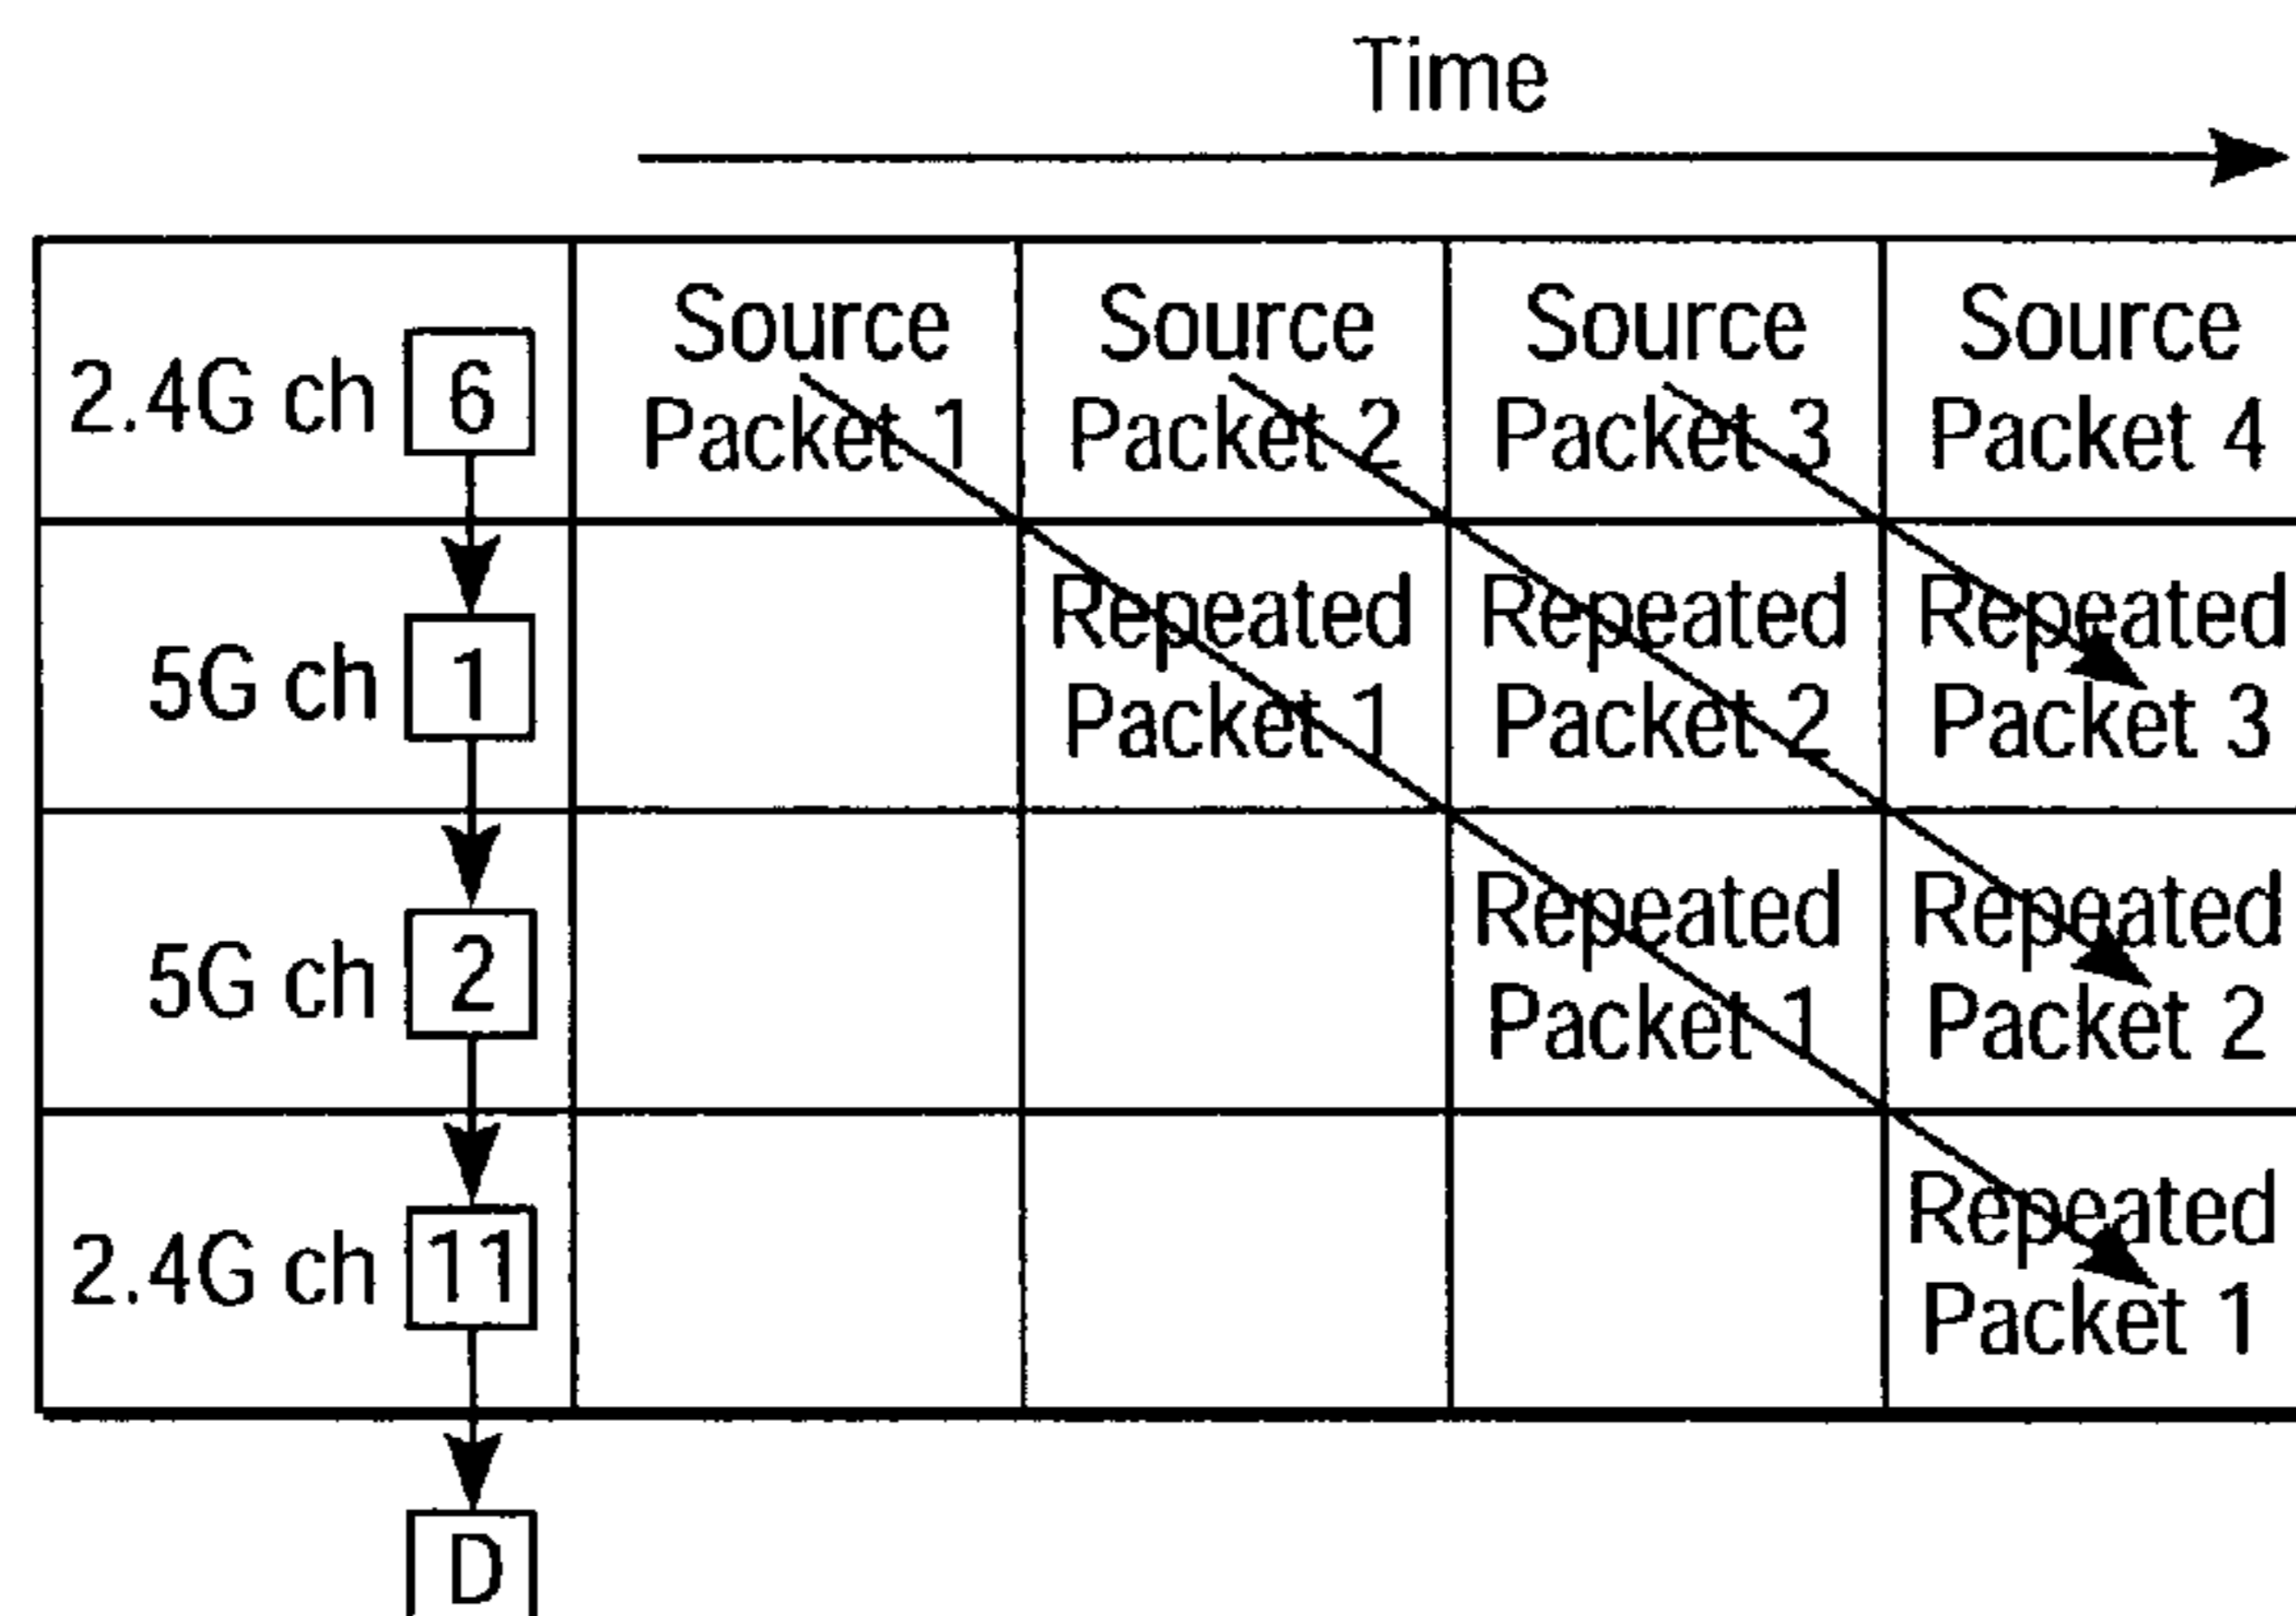 Time
2.4G ch 6
Source
Packet 1
Source
Packet 2
Source
Packet 3
Source
Packet 4
5G ch 1
Repeated
Packet 1
Repeated
Packet 2
Repeated
Packet 3
5G ch 2
Repeated
Packet 1
Repeated
Packet 2
2.4G ch 11
Repeated
Packet 1
D